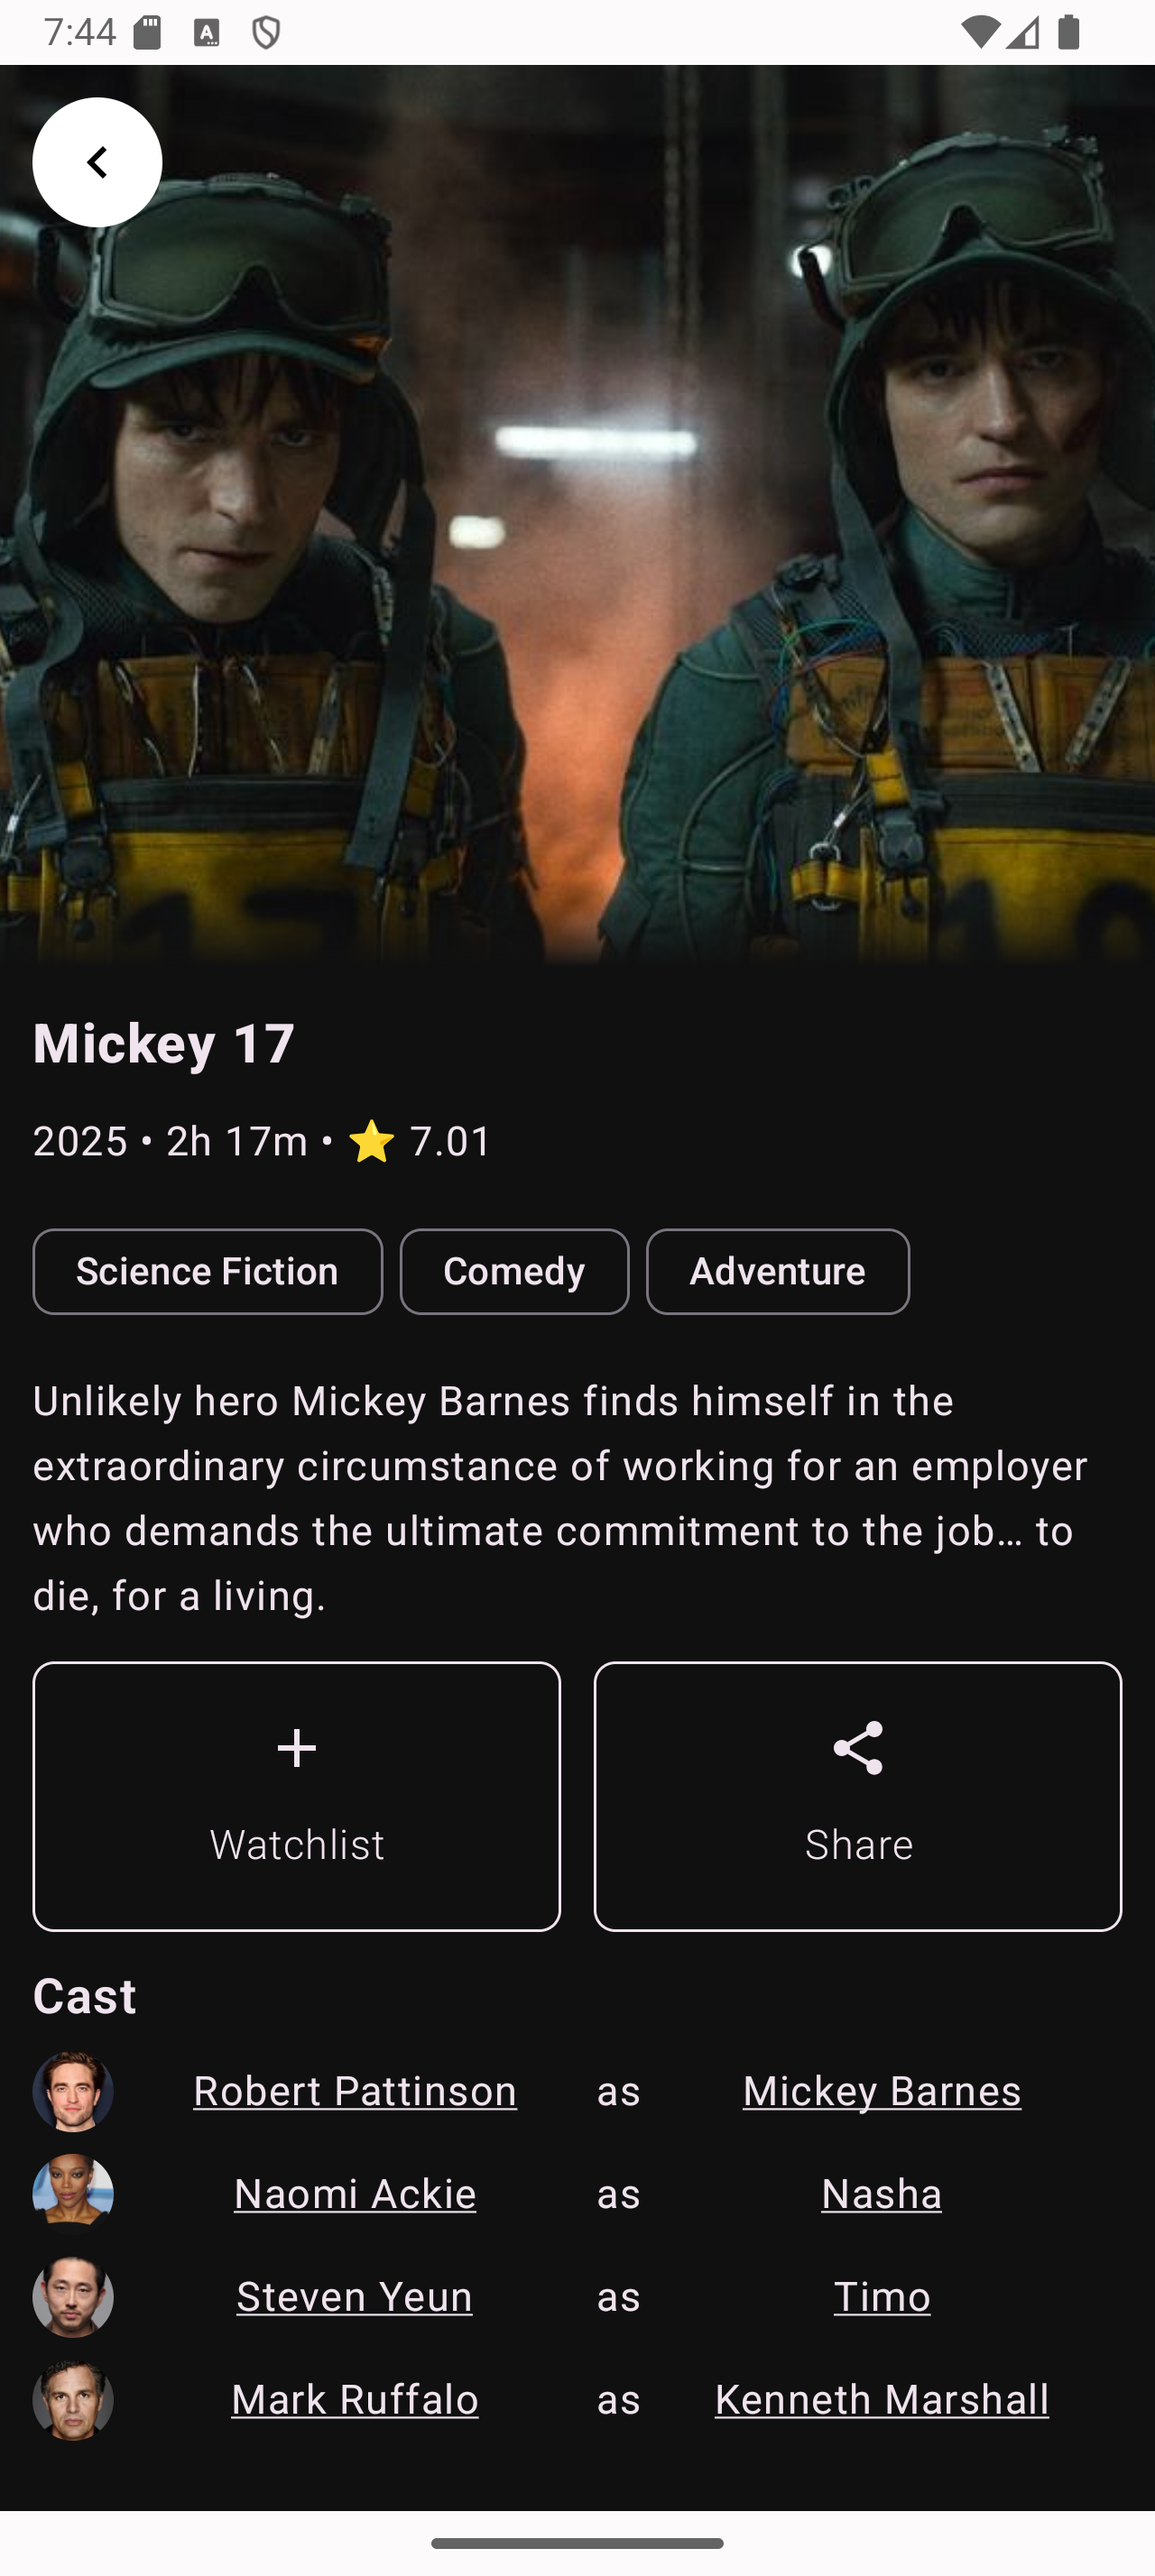 7:44
A
17
Mickey 17
2025 • 2h 17m • ⭐ 7.01
Science Fiction
Comedy
Adventure
Unlikely hero Mickey Barnes finds himself in the
extraordinary circumstance of working for an employer
who demands the ultimate commitment to the job… to
die, for a living.
Watchlist
Share
Cast
Robert Pattinson as Mickey Barnes
Naomi Ackie as Nasha
Steven Yeun as Timo
Mark Ruffalo as Kenneth Marshall